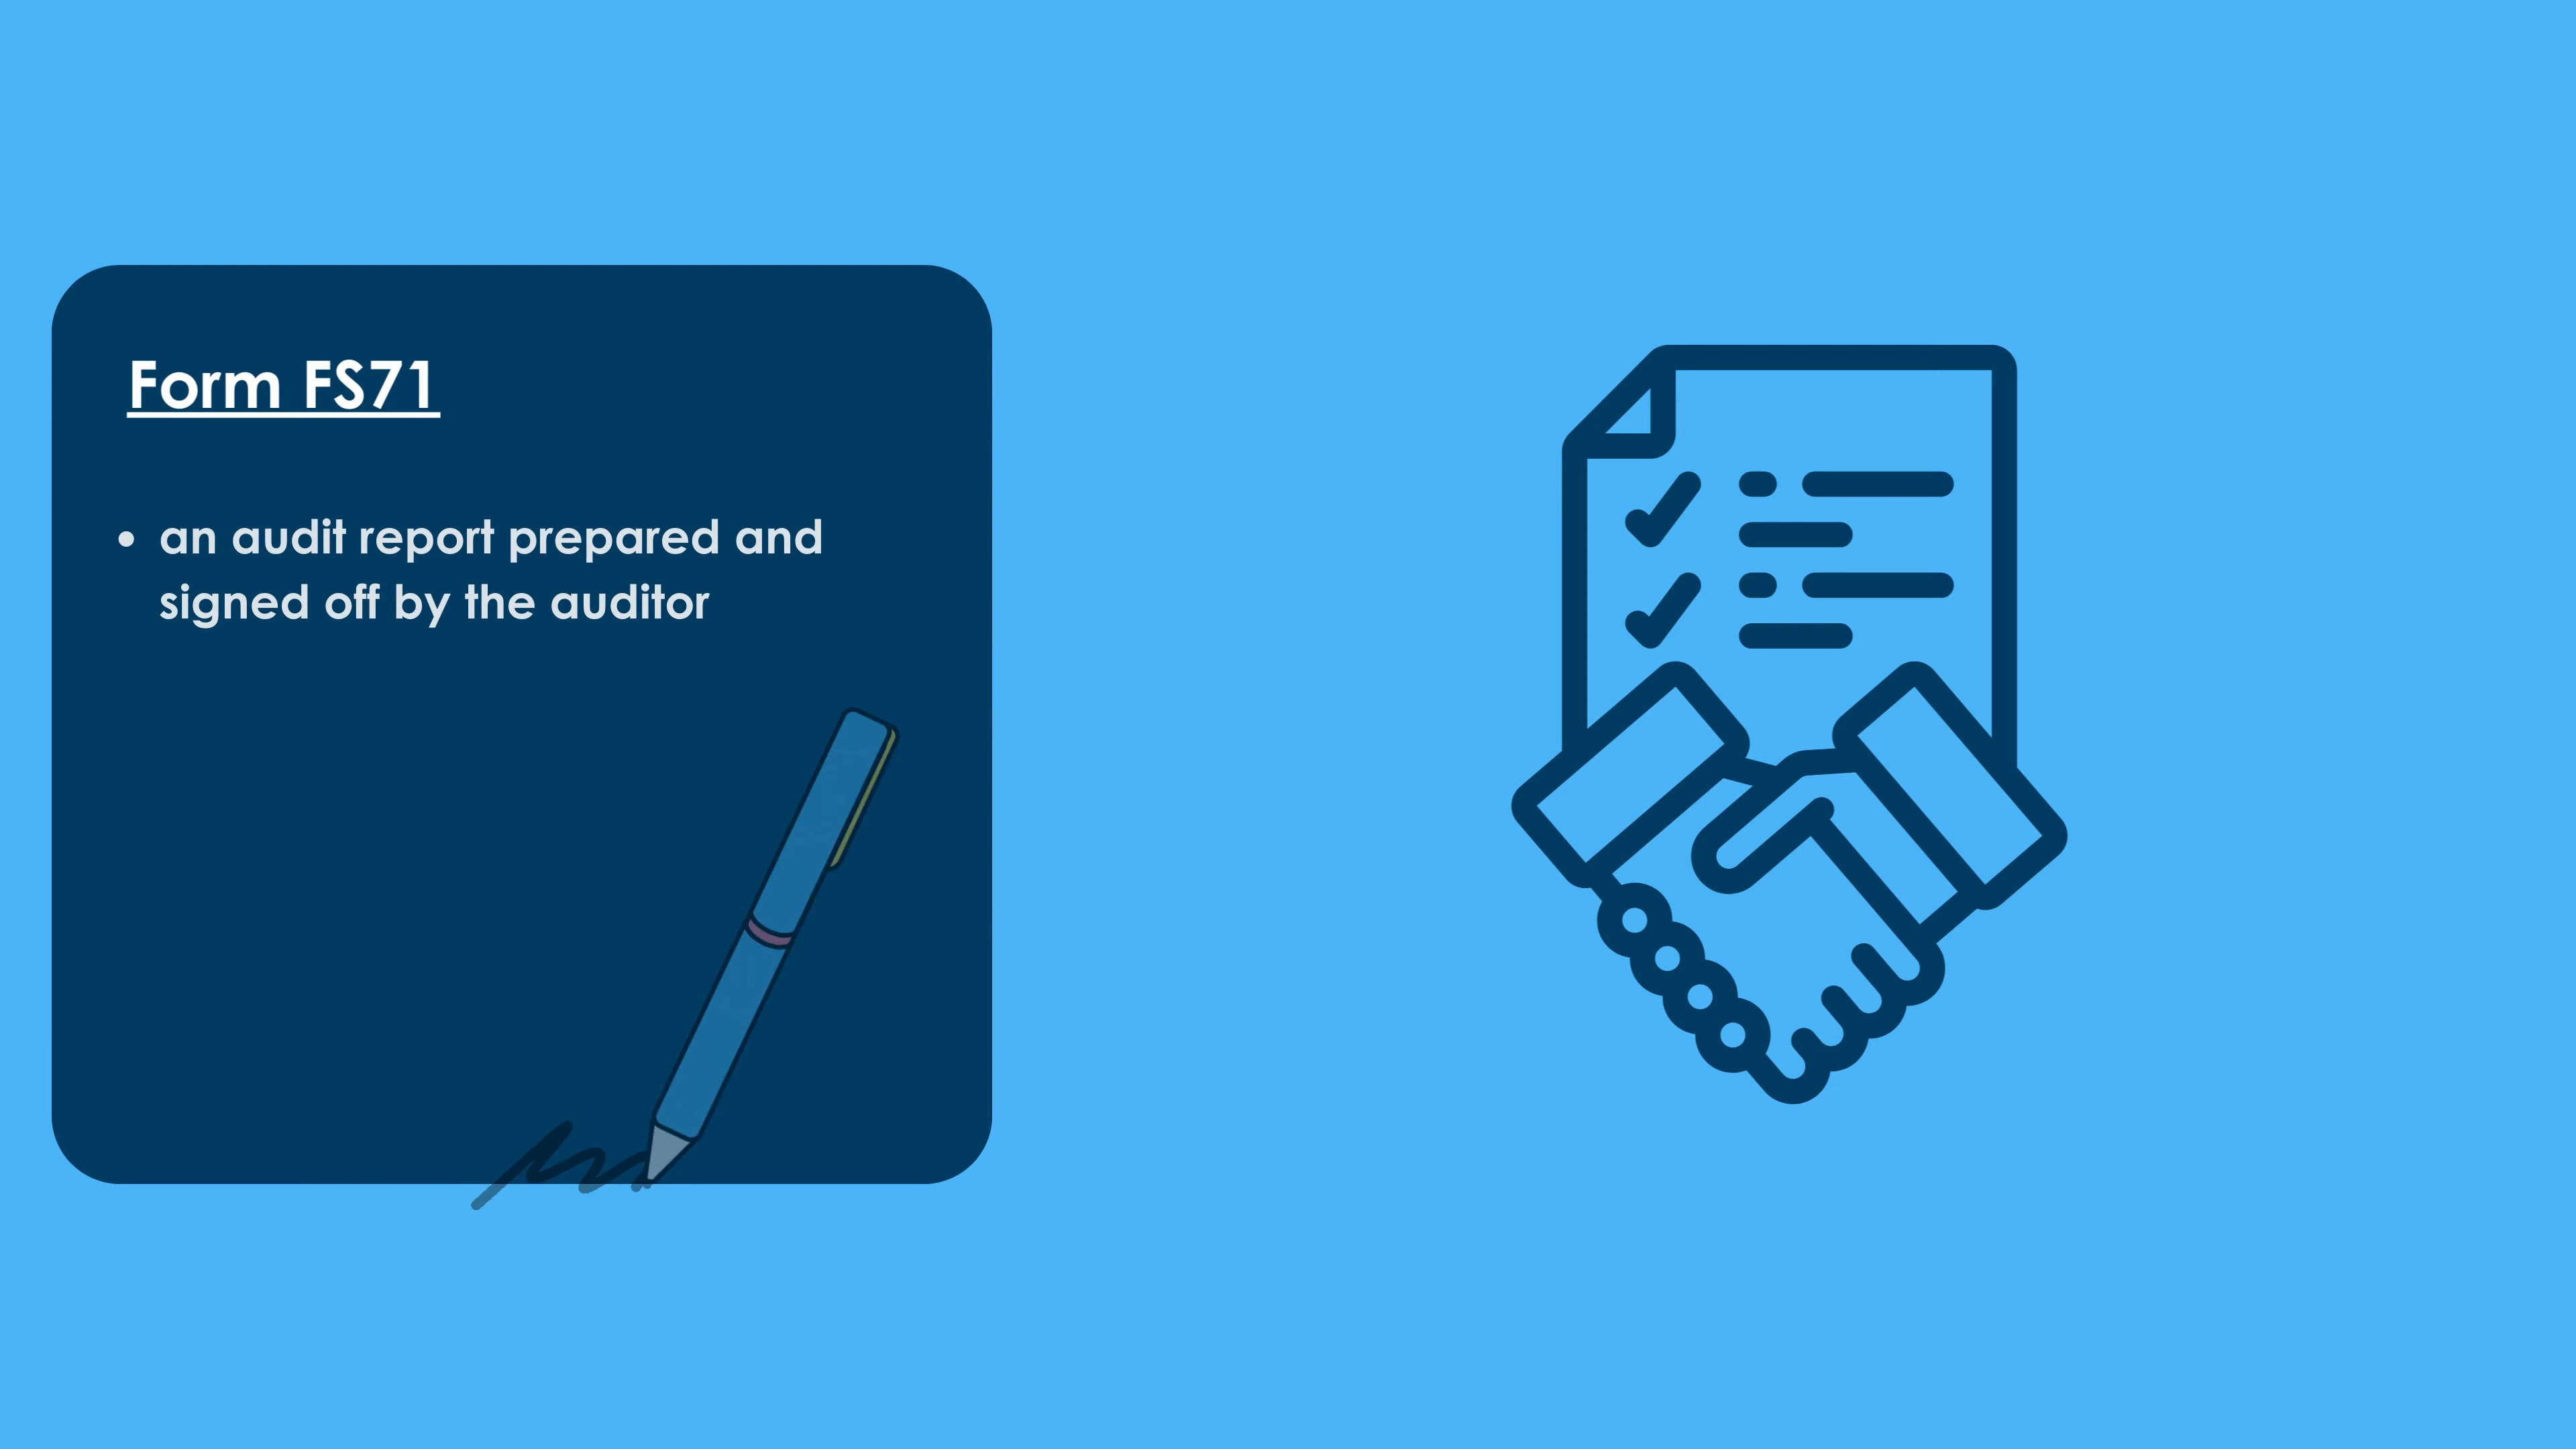 Form FS71
• an audit report prepared and
signed off by the auditor